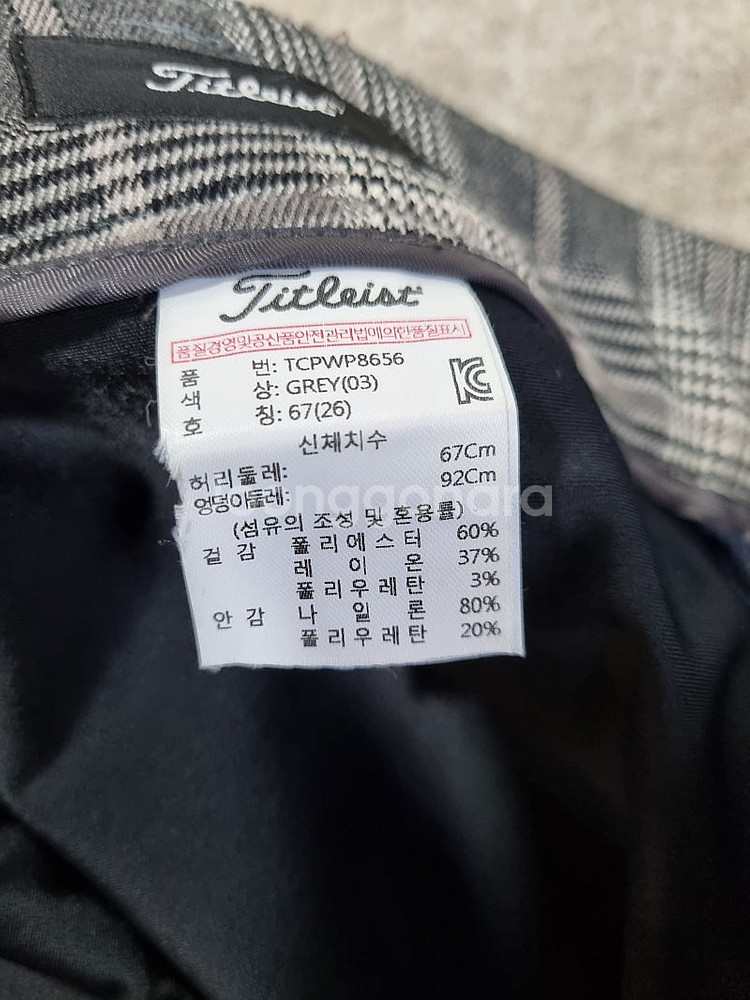 Titleist
Titleist
품질경영및공산품안전관리법에의한품질표시
품 번: TCPWP8656
색 상: GREY(03)
호 칭: 67(26)
신체치수
허리둘레: 67Cm
엉덩이둘레: 92Cm
(섬유의 조성 및 혼용률)
겉 감 폴리에스터 60%
레 이 온 37%
폴리우레탄 3%
안 감 나 일 론 80%
폴리우레탄 20%